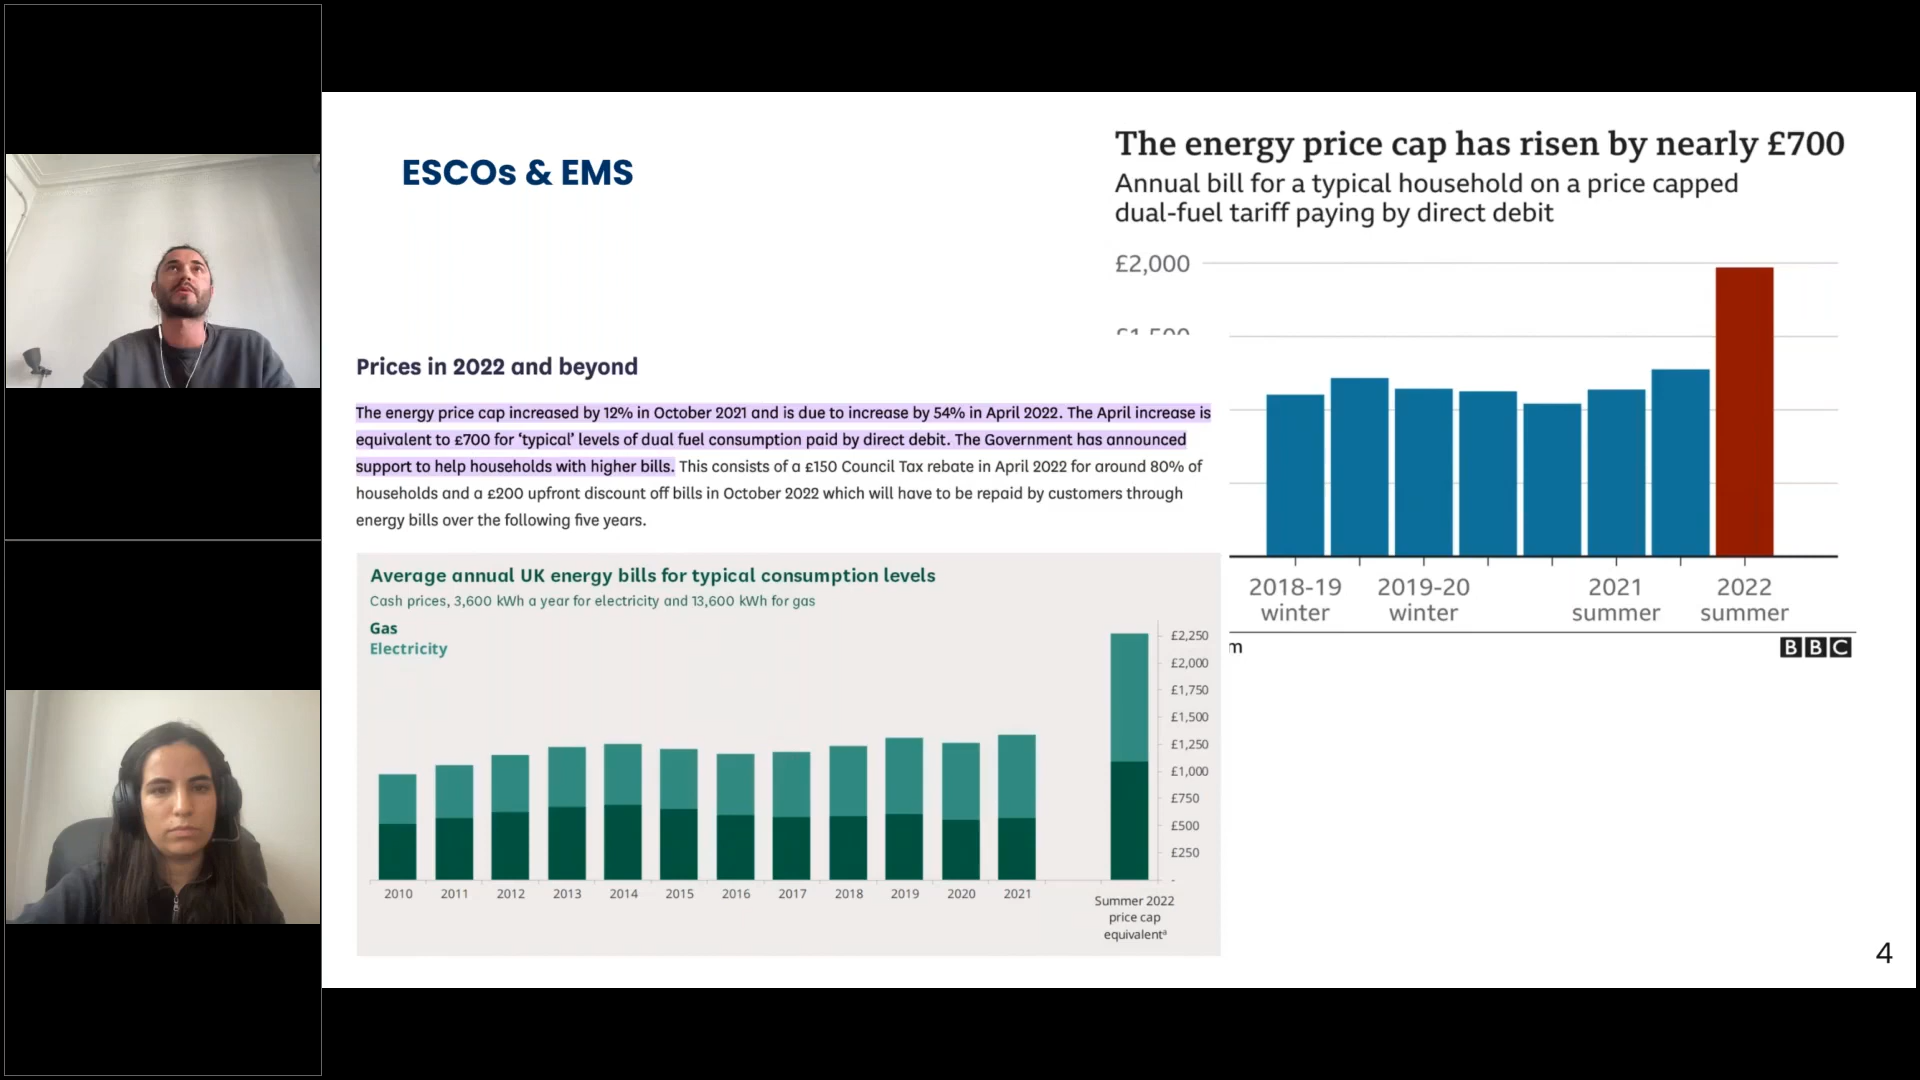 ESCOs & EMS
The energy price cap has risen by nearly £700
Annual bill for a typical household on a price capped
dual-fuel tariff paying by direct debit
£2,000
£1,500
2018-19 winter
2019-20 winter
2021 summer
2022 summer
m
BBC
Prices in 2022 and beyond
The energy price cap increased by 12% in October 2021 and is due to increase by 54% in April 2022. The April increase is
equivalent to £700 for ‘typical’ levels of dual fuel consumption paid by direct debit. The Government has announced
support to help households with higher bills. This consists of a £150 Council Tax rebate in April 2022 for around 80% of
households and a £200 upfront discount off bills in October 2022 which will have to be repaid by customers through
energy bills over the following five years.
Average annual UK energy bills for typical consumption levels
Cash prices, 3,600 kWh a year for electricity and 13,600 kWh for gas
Gas
Electricity
£2,250
£2,000
£1,750
£1,500
£1,250
£1,000
£750
£500
£250
-
2010 2011 2012 2013 2014 2015 2016 2017 2018 2019 2020 2021
Summer 2022
price cap
equivalentᵃ
4